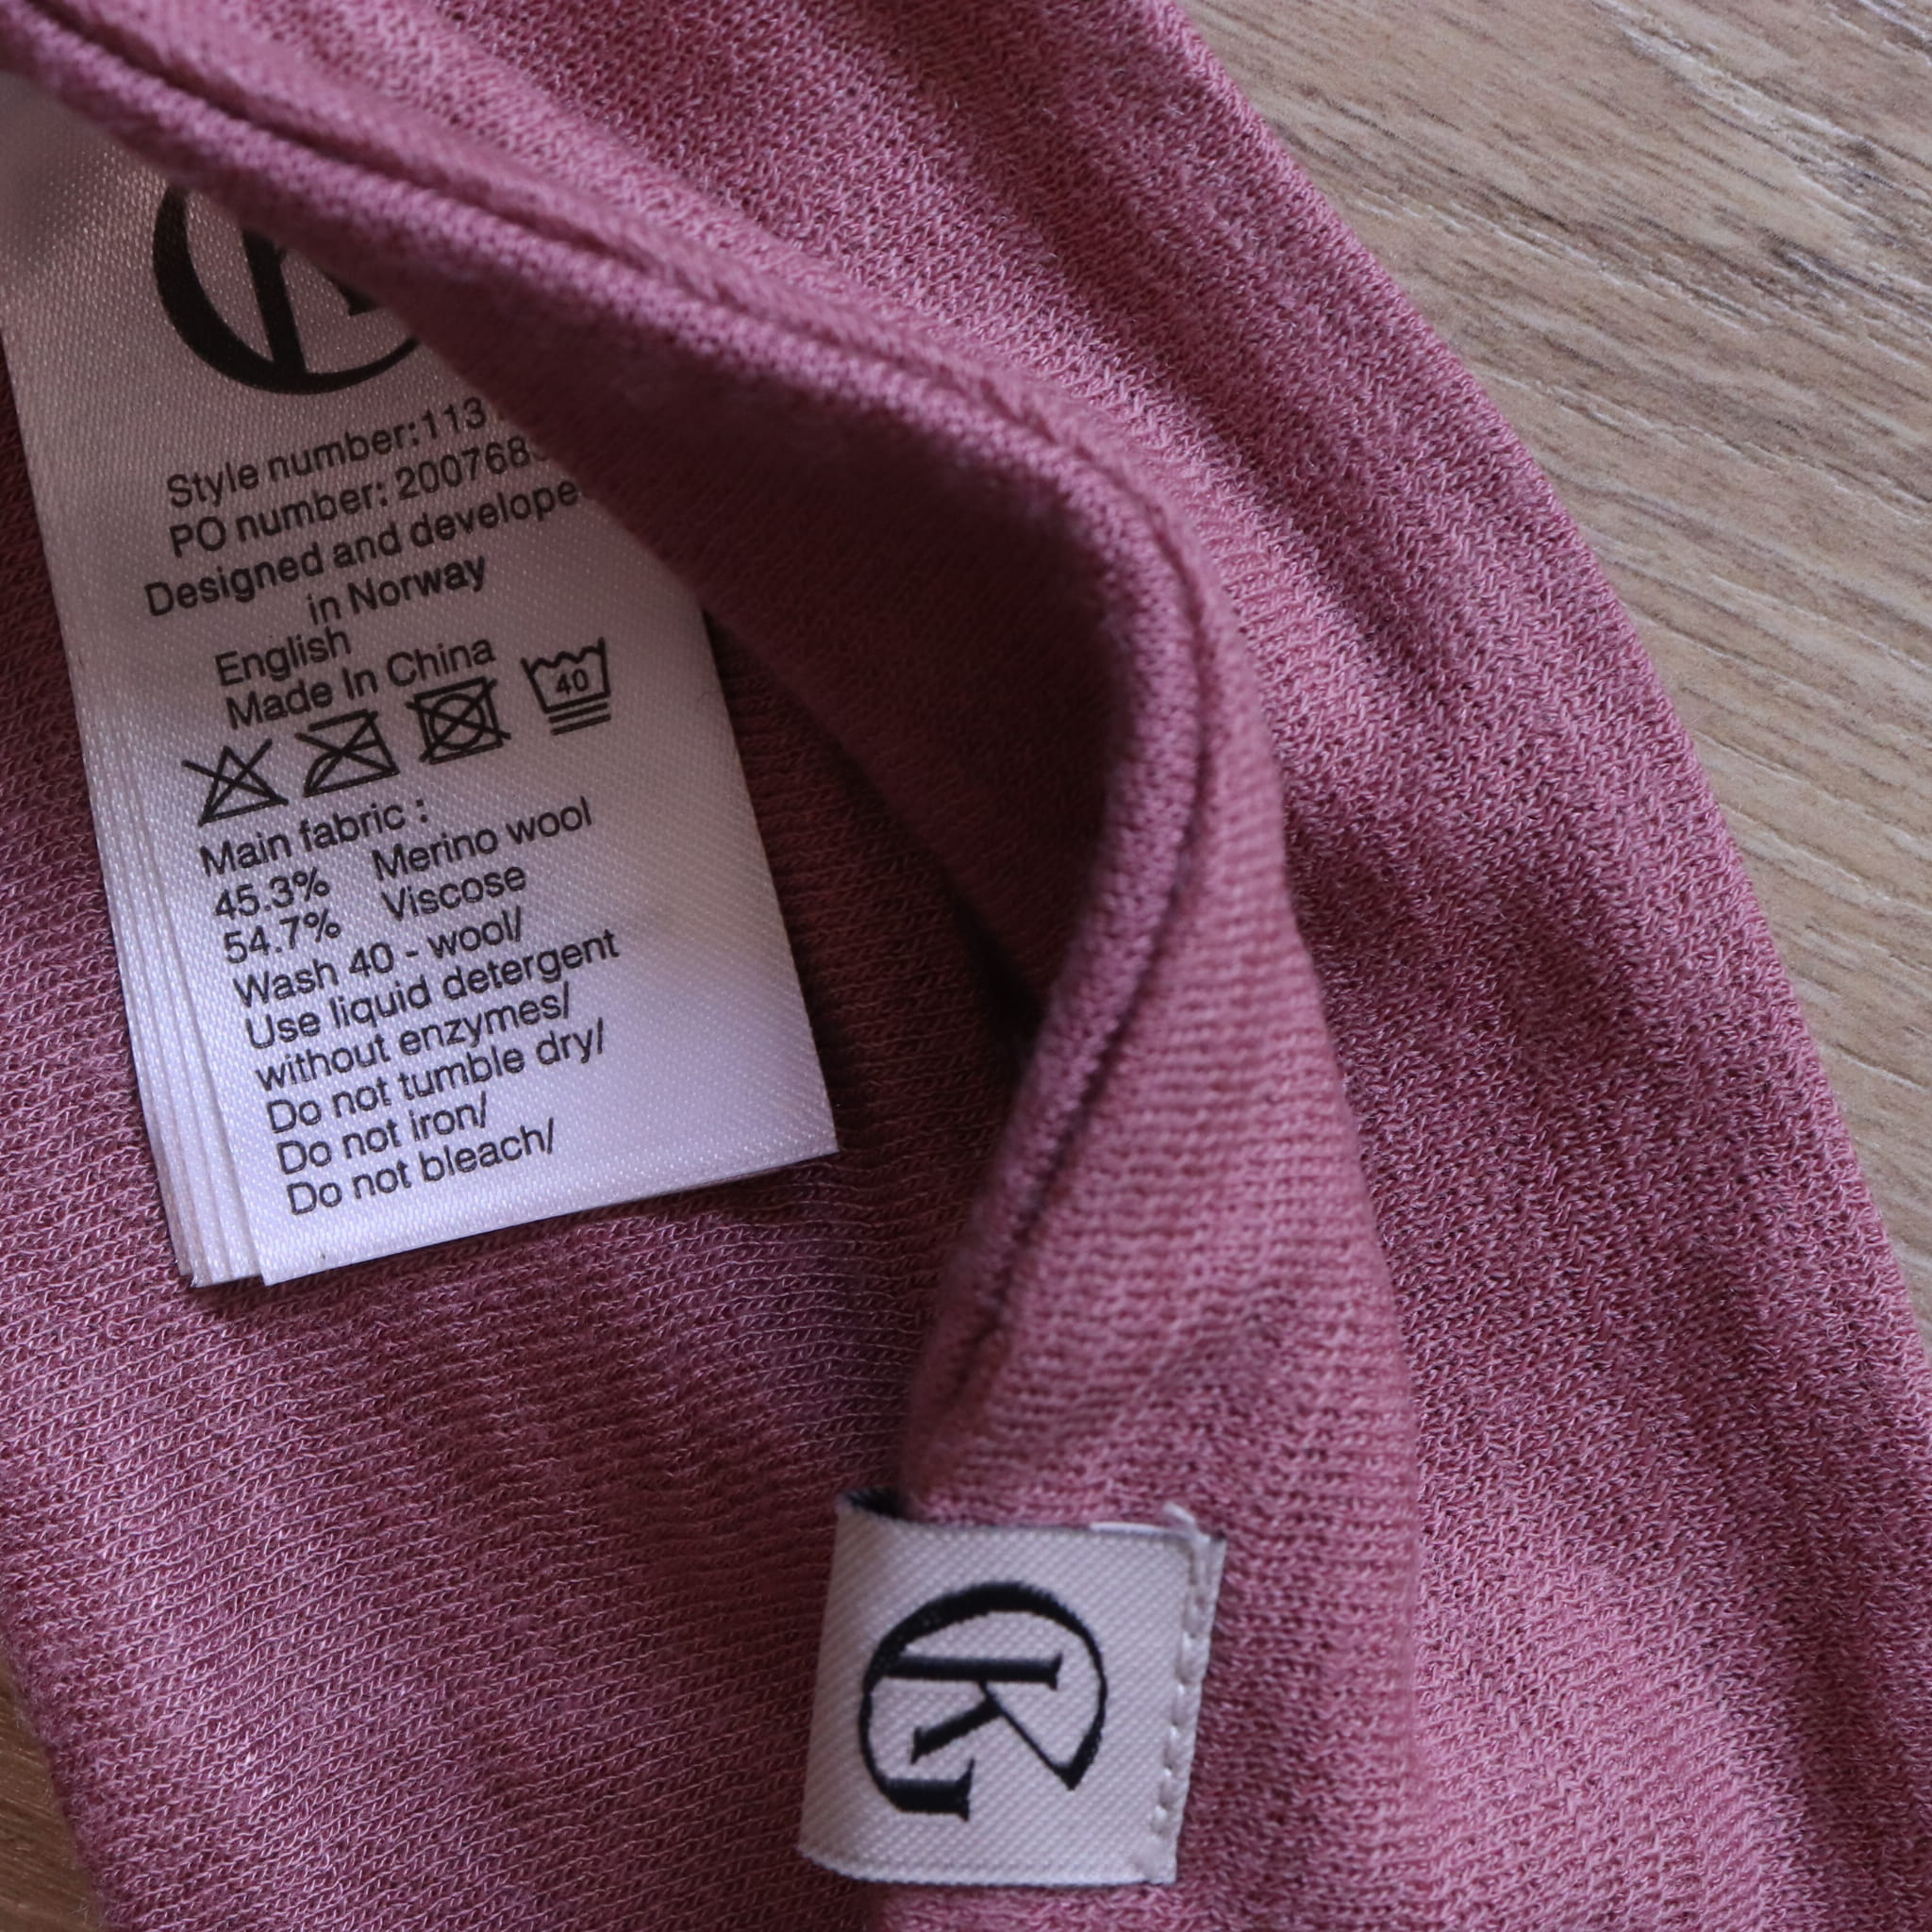 Style number: 113
PO number: 200768
Designed and develope
in Norway
English
Made In China
40
Main fabric :
45.3% Merino wool
54.7% Viscose
Wash 40 - wool/
Use liquid detergent
without enzymes/
Do not tumble dry/
Do not iron/
Do not bleach/
K